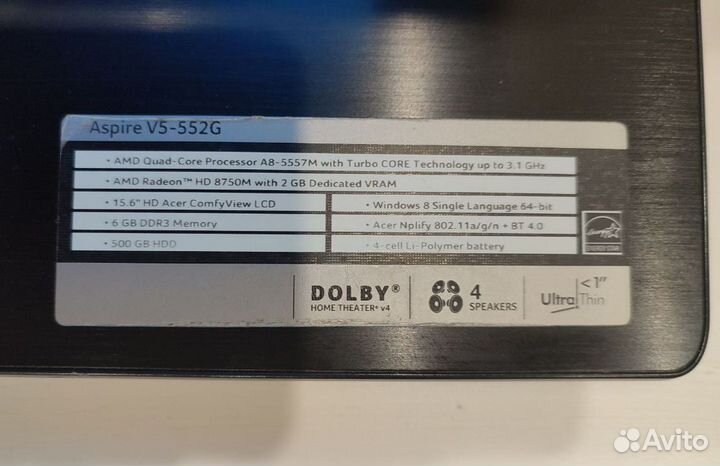 Aspire V5-552G
• AMD Quad-Core Processor A8-5557M with Turbo CORE Technology up to 3.1 GHz
• AMD Radeon™ HD 8750M with 2 GB Dedicated VRAM
• 15.6" HD Acer ComfyView LCD
• Windows 8 Single Language 64-bit
• 6 GB DDR3 Memory
• Acer Nplify 802.11a/g/n + BT 4.0
• 500 GB HDD
• 4-cell Li-Polymer battery
ENERGY STAR
DOLBY®
HOME THEATER® v4
4
SPEAKERS
<1"
UltraThin
Avito